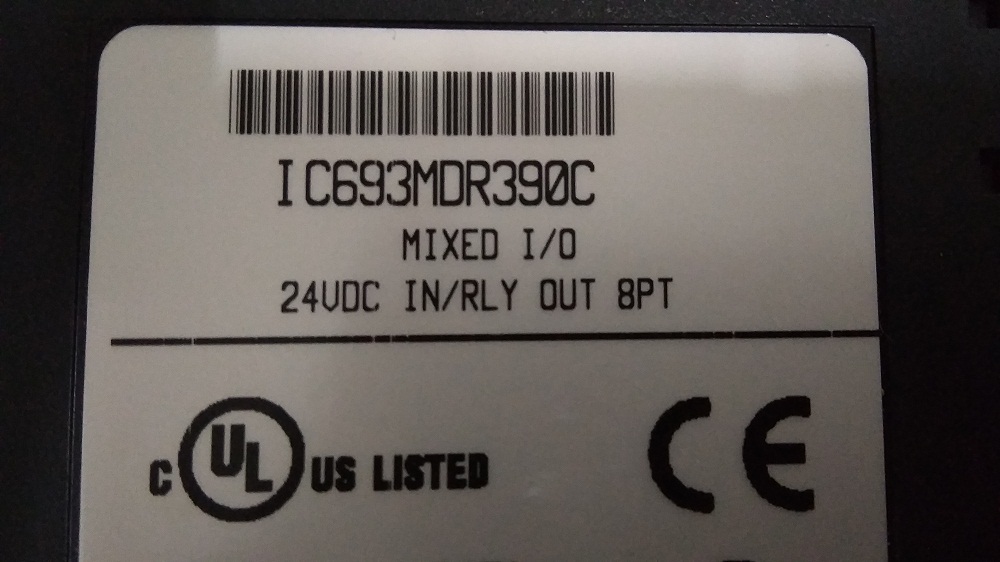 IC693MDR390C
MIXED I/O
24VDC IN/RLY OUT 8PT
C UL US LISTED CE